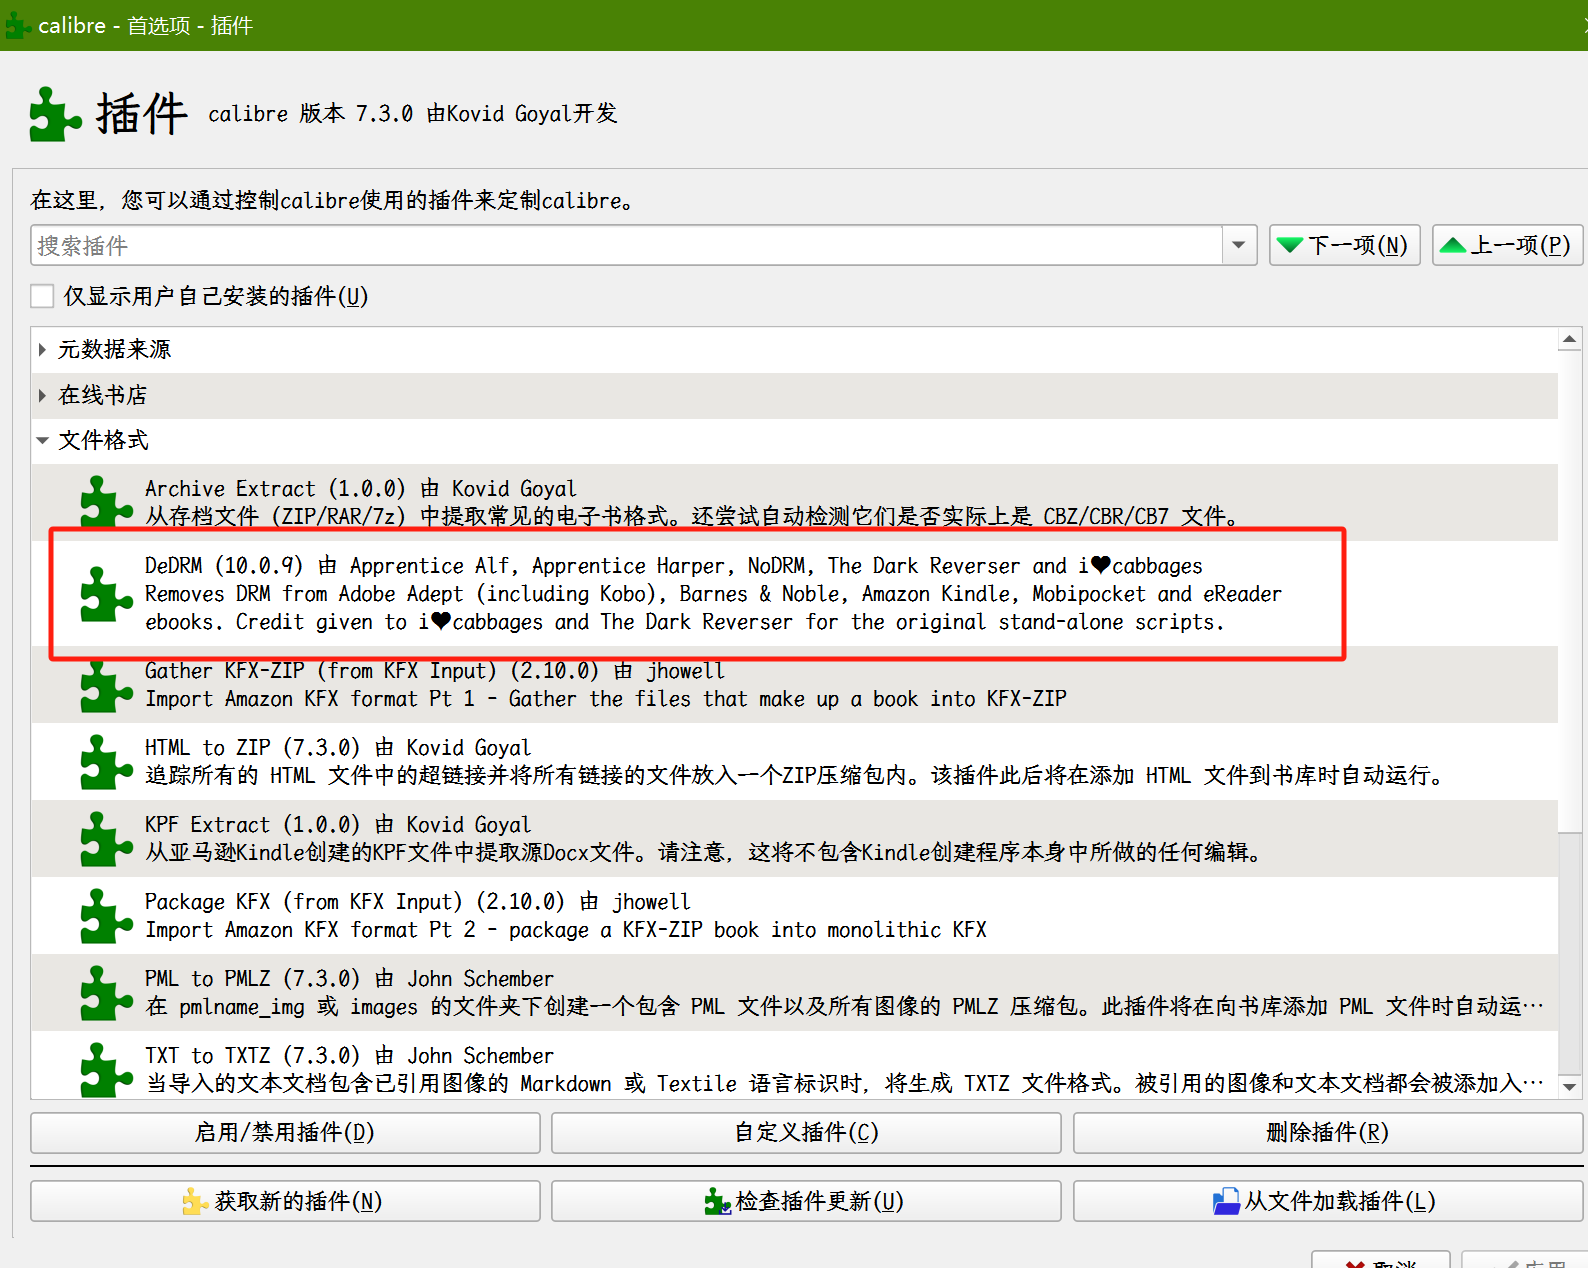 calibre - 首选项 - 插件
插件 calibre 版本 7.3.0 由Kovid Goyal开发
在这里，您可以通过控制calibre使用的插件来定制calibre。
搜索插件 下一项(N) 上一项(P)
仅显示用户自己安装的插件(U)
元数据来源
在线书店
文件格式
Archive Extract (1.0.0) 由 Kovid Goyal
从存档文件 (ZIP/RAR/7z) 中提取常见的电子书格式。还尝试自动检测它们是否实际上是 CBZ/CBR/CB7 文件。
DeDRM (10.0.9) 由 Apprentice Alf, Apprentice Harper, NoDRM, The Dark Reverser and i♥cabbages
Removes DRM from Adobe Adept (including Kobo), Barnes & Noble, Amazon Kindle, Mobipocket and eReader
ebooks. Credit given to i♥cabbages and The Dark Reverser for the original stand-alone scripts.
Gather KFX-ZIP (from KFX Input) (2.10.0) 由 jhowell
Import Amazon KFX format Pt 1 - Gather the files that make up a book into KFX-ZIP
HTML to ZIP (7.3.0) 由 Kovid Goyal
追踪所有的 HTML 文件中的超链接并将所有链接的文件放入一个ZIP压缩包内。该插件此后将在添加 HTML 文件到书库时自动运行。
KPF Extract (1.0.0) 由 Kovid Goyal
从亚马逊Kindle创建的KPF文件中提取源Docx文件。请注意，这将不包含Kindle创建程序本身中所做的任何编辑。
Package KFX (from KFX Input) (2.10.0) 由 jhowell
Import Amazon KFX format Pt 2 - package a KFX-ZIP book into monolithic KFX
PML to PMLZ (7.3.0) 由 John Schember
在 pmlname_img 或 images 的文件夹下创建一个包含 PML 文件以及所有图像的 PMLZ 压缩包。此插件将在向书库添加 PML 文件时自动运…
TXT to TXTZ (7.3.0) 由 John Schember
当导入的文本文档包含已引用图像的 Markdown 或 Textile 语言标识时，将生成 TXTZ 文件格式。被引用的图像和文本文档都会被添加入…
启用/禁用插件(D) 自定义插件(C) 删除插件(R)
获取新的插件(N) 检查插件更新(U) 从文件加载插件(L)
取消 应用